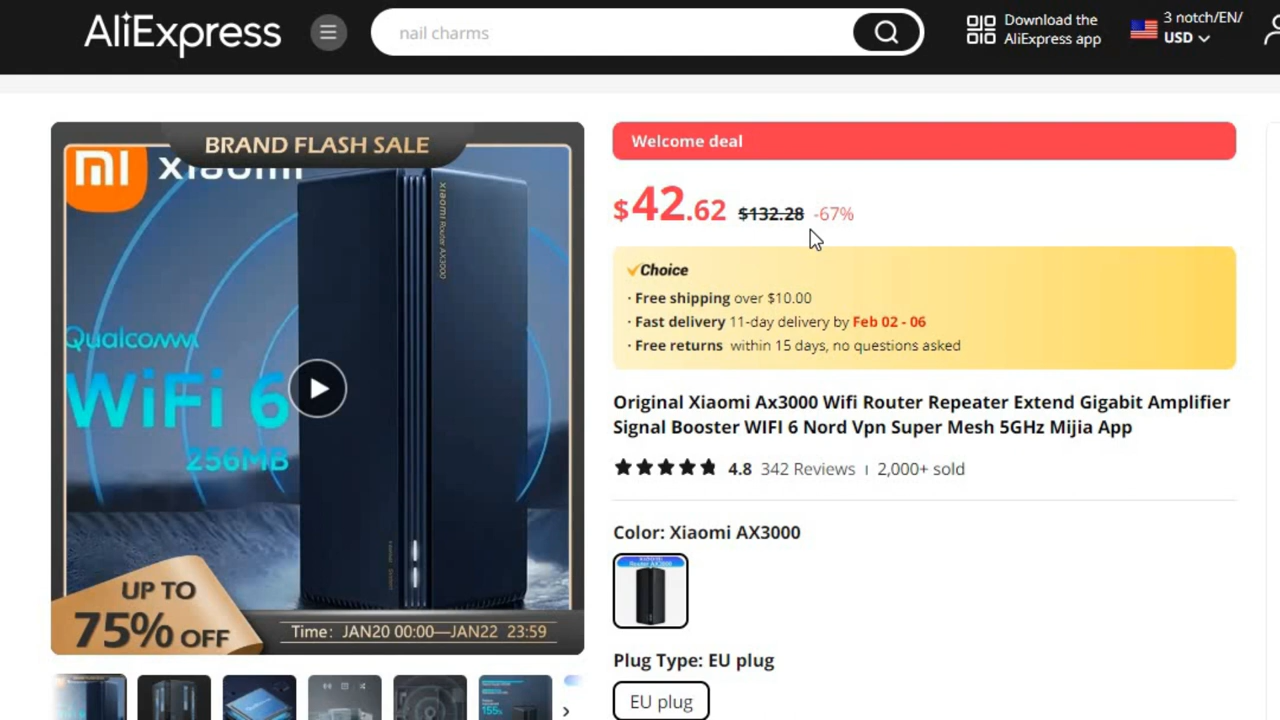 AliExpress
nail charms
Download the
AliExpress app
3 notch/EN/
USD
BRAND FLASH SALE
mi xiaomi
Xiaomi Router AX3000
Qualcomm
WiFi 6
256MB
UP TO
75% OFF
Time: JAN20 00:00—JAN22 23:59
Welcome deal
$42.62 $132.28 -67%
Choice
· Free shipping over $10.00
· Fast delivery 11-day delivery by Feb 02 - 06
· Free returns within 15 days, no questions asked
Original Xiaomi Ax3000 Wifi Router Repeater Extend Gigabit Amplifier
Signal Booster WIFI 6 Nord Vpn Super Mesh 5GHz Mijia App
4.8 342 Reviews | 2,000+ sold
Color: Xiaomi AX3000
Plug Type: EU plug
EU plug